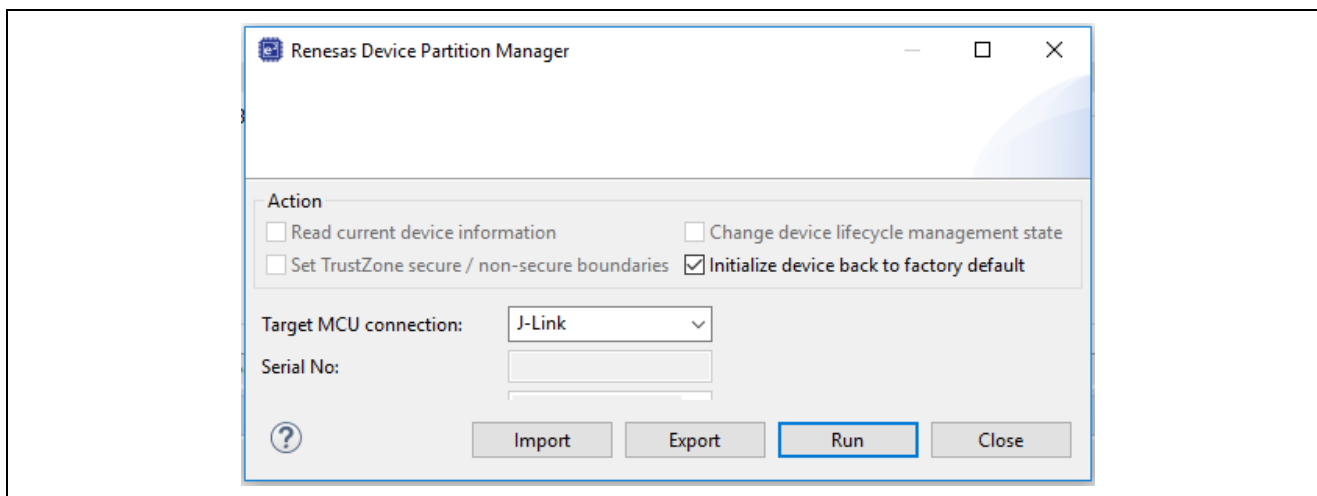 Renesas Device Partition Manager
Action
Read current device information
Change device lifecycle management state
Set TrustZone secure / non-secure boundaries
Initialize device back to factory default
Target MCU connection: J-Link
Serial No:
Import Export Run Close